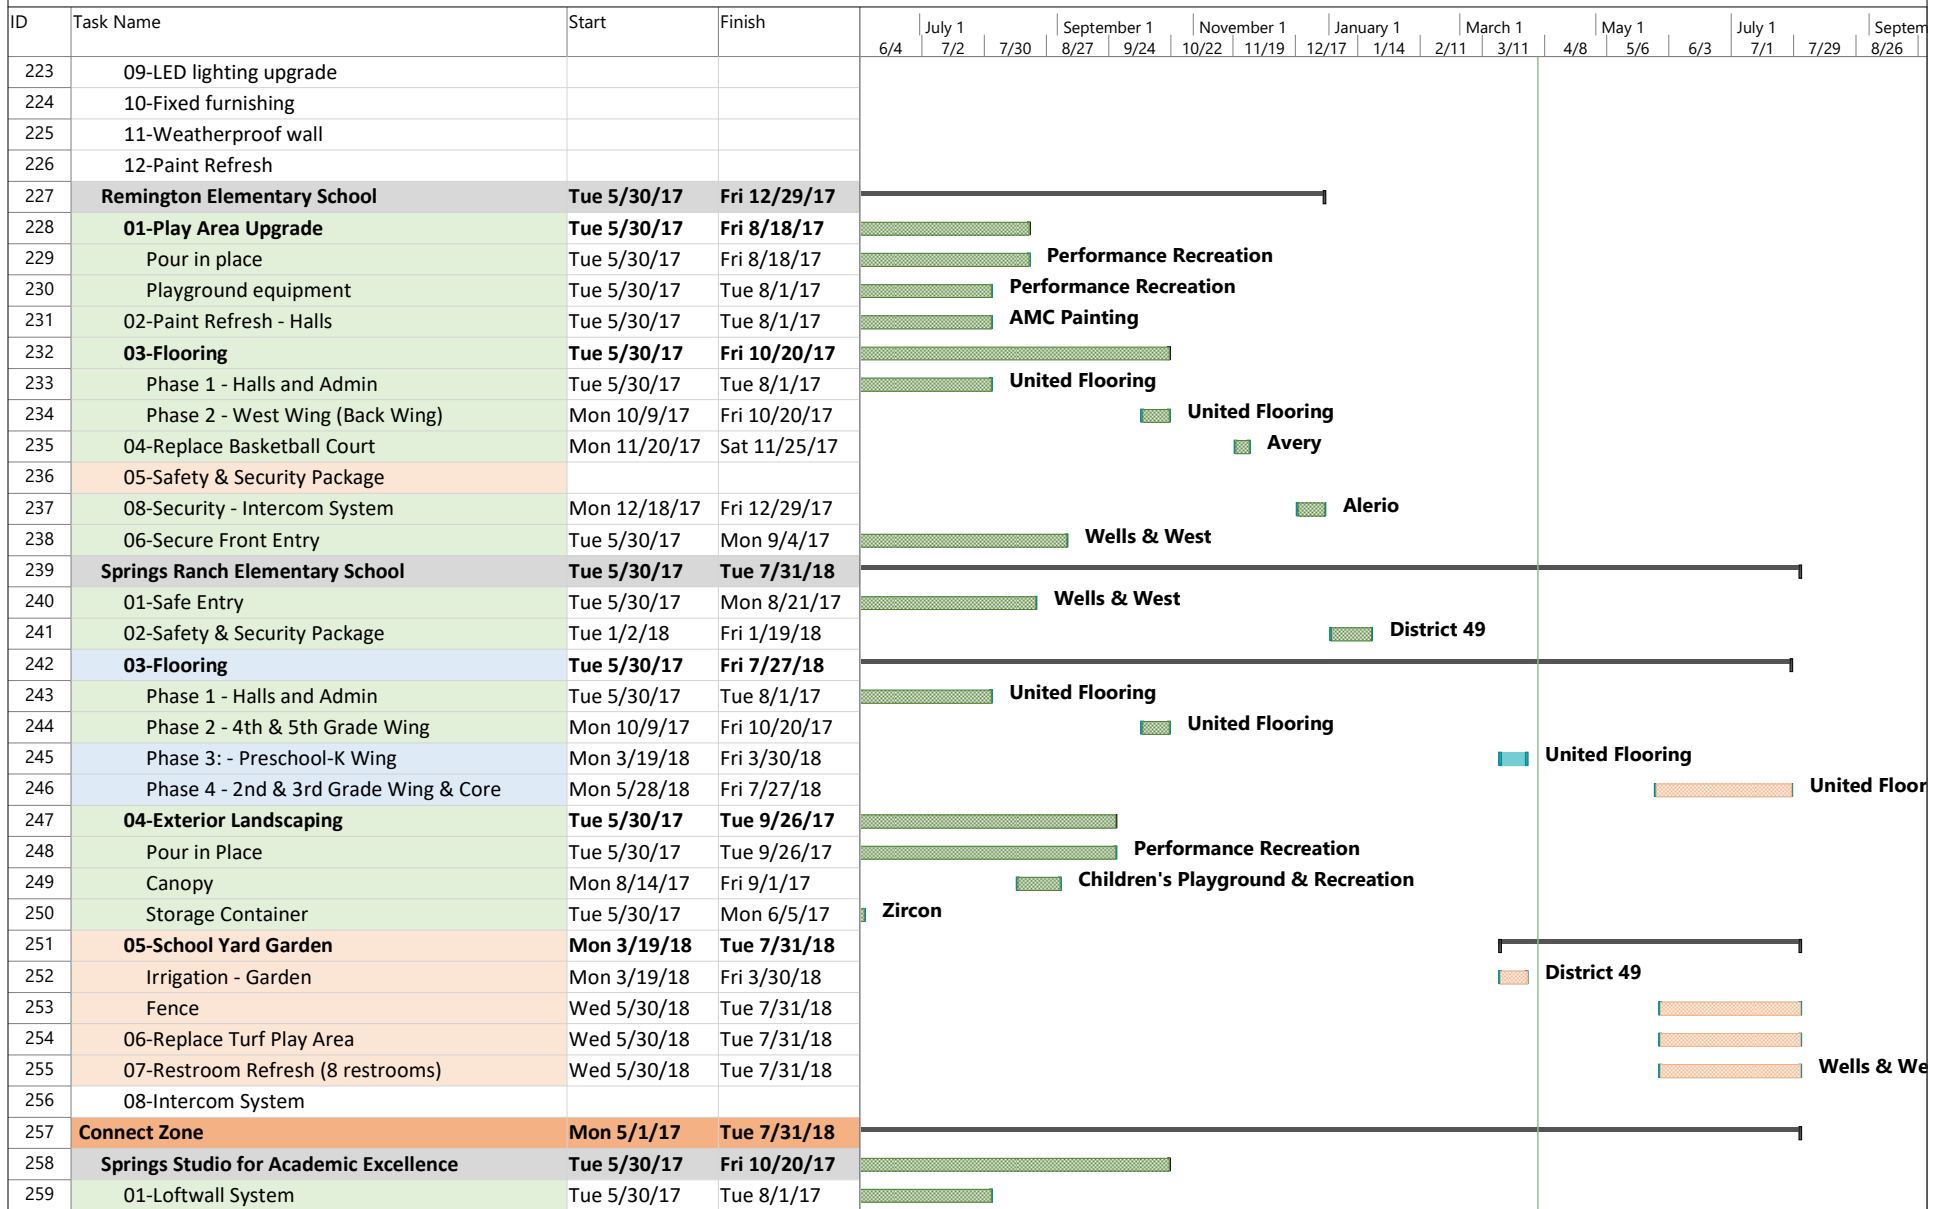 ID Task Name Start Finish July 1 September 1 November 1 January 1 March 1 May 1 July 1 Septem
6/4 7/2 7/30 8/27 9/24 10/22 11/19 12/17 1/14 2/11 3/11 4/8 5/6 6/3 7/1 7/29 8/26
223 09-LED lighting upgrade
224 10-Fixed furnishing
225 11-Weatherproof wall
226 12-Paint Refresh
227 Remington Elementary School Tue 5/30/17 Fri 12/29/17
228 01-Play Area Upgrade Tue 5/30/17 Fri 8/18/17
229 Pour in place Tue 5/30/17 Fri 8/18/17 Performance Recreation
230 Playground equipment Tue 5/30/17 Tue 8/1/17 Performance Recreation
231 02-Paint Refresh - Halls Tue 5/30/17 Tue 8/1/17 AMC Painting
232 03-Flooring Tue 5/30/17 Fri 10/20/17
233 Phase 1 - Halls and Admin Tue 5/30/17 Tue 8/1/17 United Flooring
234 Phase 2 - West Wing (Back Wing) Mon 10/9/17 Fri 10/20/17 United Flooring
235 04-Replace Basketball Court Mon 11/20/17 Sat 11/25/17 Avery
236 05-Safety & Security Package
237 08-Security - Intercom System Mon 12/18/17 Fri 12/29/17 Alerio
238 06-Secure Front Entry Tue 5/30/17 Mon 9/4/17 Wells & West
239 Springs Ranch Elementary School Tue 5/30/17 Tue 7/31/18
240 01-Safe Entry Tue 5/30/17 Mon 8/21/17 Wells & West
241 02-Safety & Security Package Tue 1/2/18 Fri 1/19/18 District 49
242 03-Flooring Tue 5/30/17 Fri 7/27/18
243 Phase 1 - Halls and Admin Tue 5/30/17 Tue 8/1/17 United Flooring
244 Phase 2 - 4th & 5th Grade Wing Mon 10/9/17 Fri 10/20/17 United Flooring
245 Phase 3: - Preschool-K Wing Mon 3/19/18 Fri 3/30/18 United Flooring
246 Phase 4 - 2nd & 3rd Grade Wing & Core Mon 5/28/18 Fri 7/27/18 United Floor
247 04-Exterior Landscaping Tue 5/30/17 Tue 9/26/17
248 Pour in Place Tue 5/30/17 Tue 9/26/17 Performance Recreation
249 Canopy Mon 8/14/17 Fri 9/1/17 Children's Playground & Recreation
250 Storage Container Tue 5/30/17 Mon 6/5/17 Zircon
251 05-School Yard Garden Mon 3/19/18 Tue 7/31/18
252 Irrigation - Garden Mon 3/19/18 Fri 3/30/18 District 49
253 Fence Wed 5/30/18 Tue 7/31/18
254 06-Replace Turf Play Area Wed 5/30/18 Tue 7/31/18
255 07-Restroom Refresh (8 restrooms) Wed 5/30/18 Tue 7/31/18 Wells & We
256 08-Intercom System
257 Connect Zone Mon 5/1/17 Tue 7/31/18
258 Springs Studio for Academic Excellence Tue 5/30/17 Fri 10/20/17
259 01-Loftwall System Tue 5/30/17 Tue 8/1/17